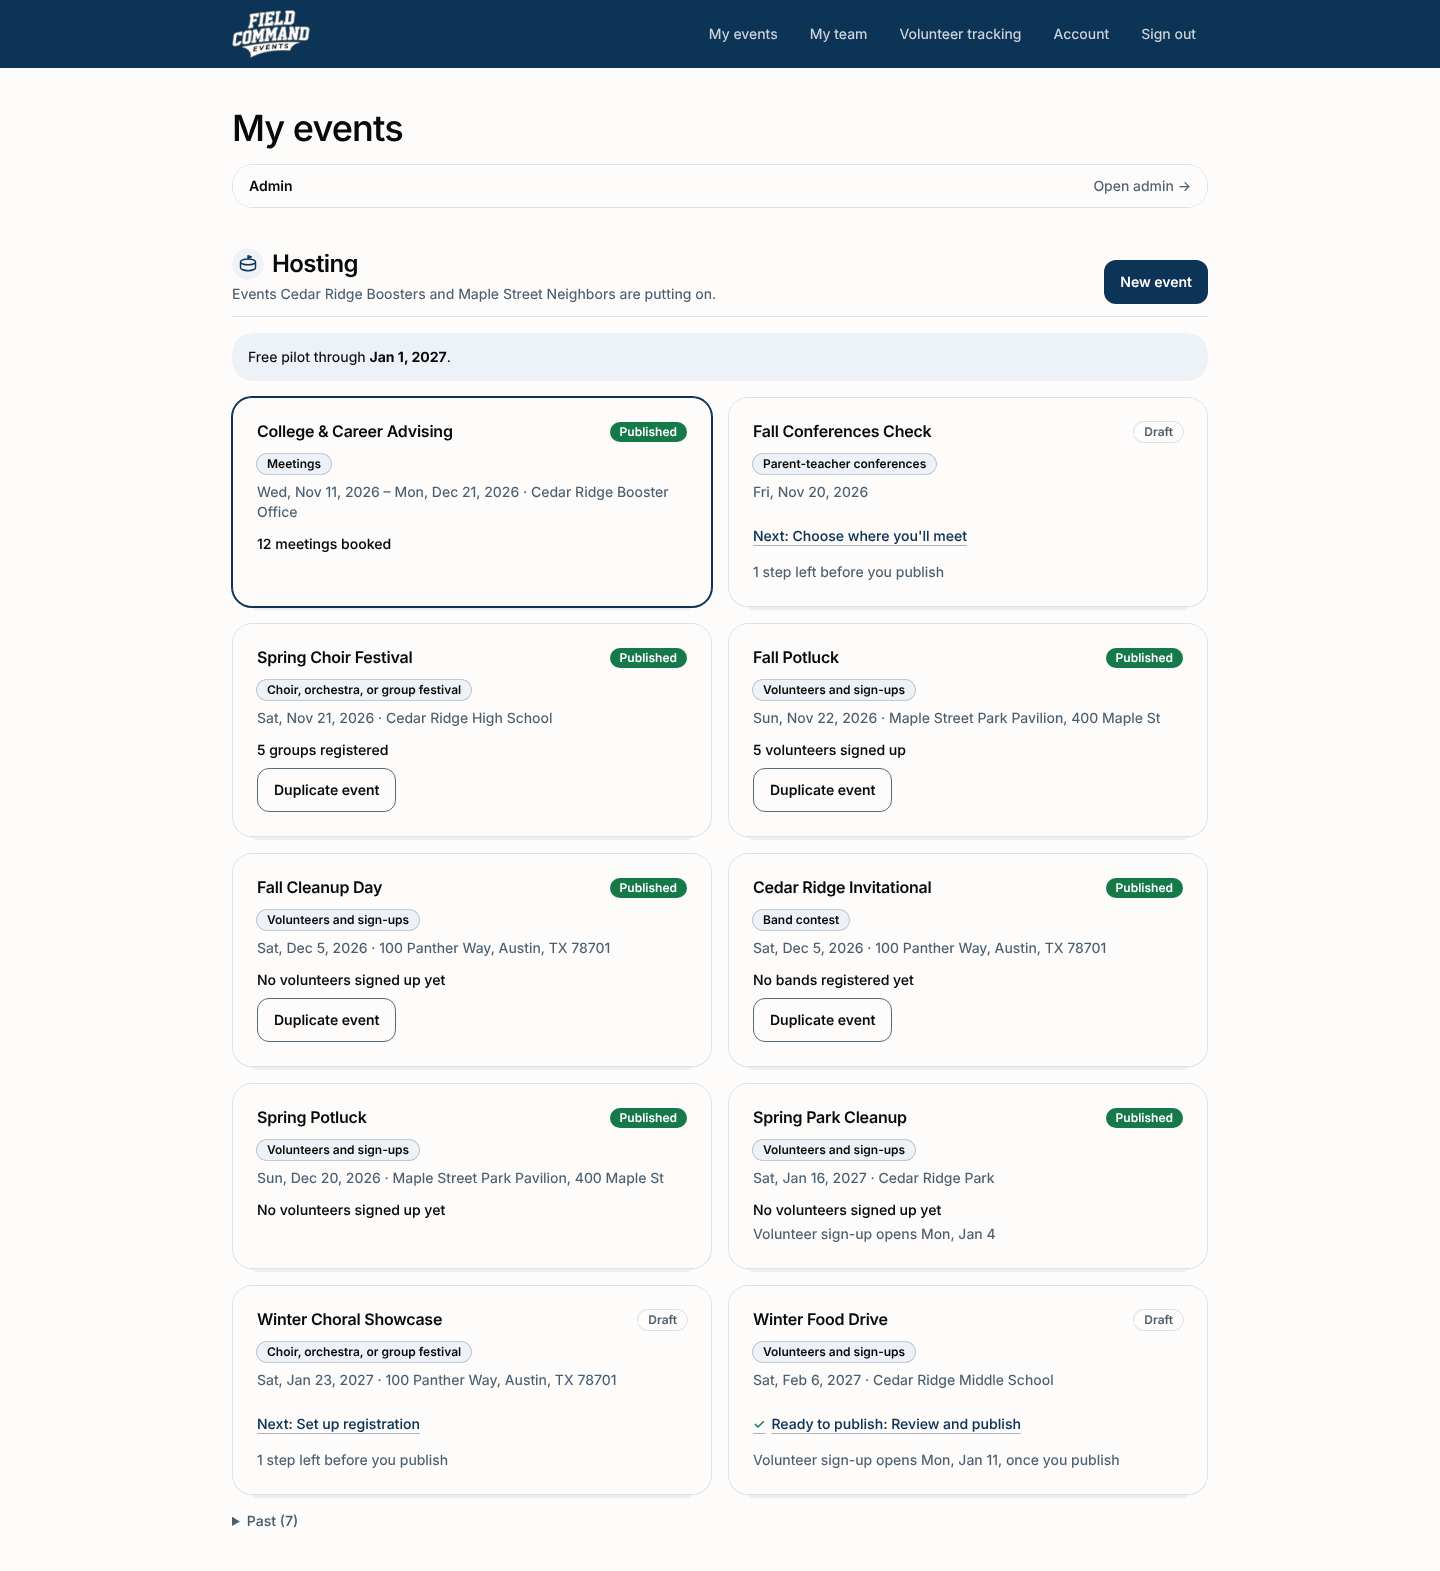 FIELD
COMMAND
EVENTS
My events
My team
Volunteer tracking
Account
Sign out
My events
Admin
Open admin →
Hosting
Events Cedar Ridge Boosters and Maple Street Neighbors are putting on.
New event
Free pilot through Jan 1, 2027.
College & Career Advising
Published
Meetings
Wed, Nov 11, 2026 – Mon, Dec 21, 2026 · Cedar Ridge Booster
Office
12 meetings booked
Fall Conferences Check
Draft
Parent-teacher conferences
Fri, Nov 20, 2026
Next: Choose where you'll meet
1 step left before you publish
Spring Choir Festival
Published
Choir, orchestra, or group festival
Sat, Nov 21, 2026 · Cedar Ridge High School
5 groups registered
Duplicate event
Fall Potluck
Published
Volunteers and sign-ups
Sun, Nov 22, 2026 · Maple Street Park Pavilion, 400 Maple St
5 volunteers signed up
Duplicate event
Fall Cleanup Day
Published
Volunteers and sign-ups
Sat, Dec 5, 2026 · 100 Panther Way, Austin, TX 78701
No volunteers signed up yet
Duplicate event
Cedar Ridge Invitational
Published
Band contest
Sat, Dec 5, 2026 · 100 Panther Way, Austin, TX 78701
No bands registered yet
Duplicate event
Spring Potluck
Published
Volunteers and sign-ups
Sun, Dec 20, 2026 · Maple Street Park Pavilion, 400 Maple St
No volunteers signed up yet
Spring Park Cleanup
Published
Volunteers and sign-ups
Sat, Jan 16, 2027 · Cedar Ridge Park
No volunteers signed up yet
Volunteer sign-up opens Mon, Jan 4
Winter Choral Showcase
Draft
Choir, orchestra, or group festival
Sat, Jan 23, 2027 · 100 Panther Way, Austin, TX 78701
Next: Set up registration
1 step left before you publish
Winter Food Drive
Draft
Volunteers and sign-ups
Sat, Feb 6, 2027 · Cedar Ridge Middle School
✓ Ready to publish: Review and publish
Volunteer sign-up opens Mon, Jan 11, once you publish
▶ Past (7)